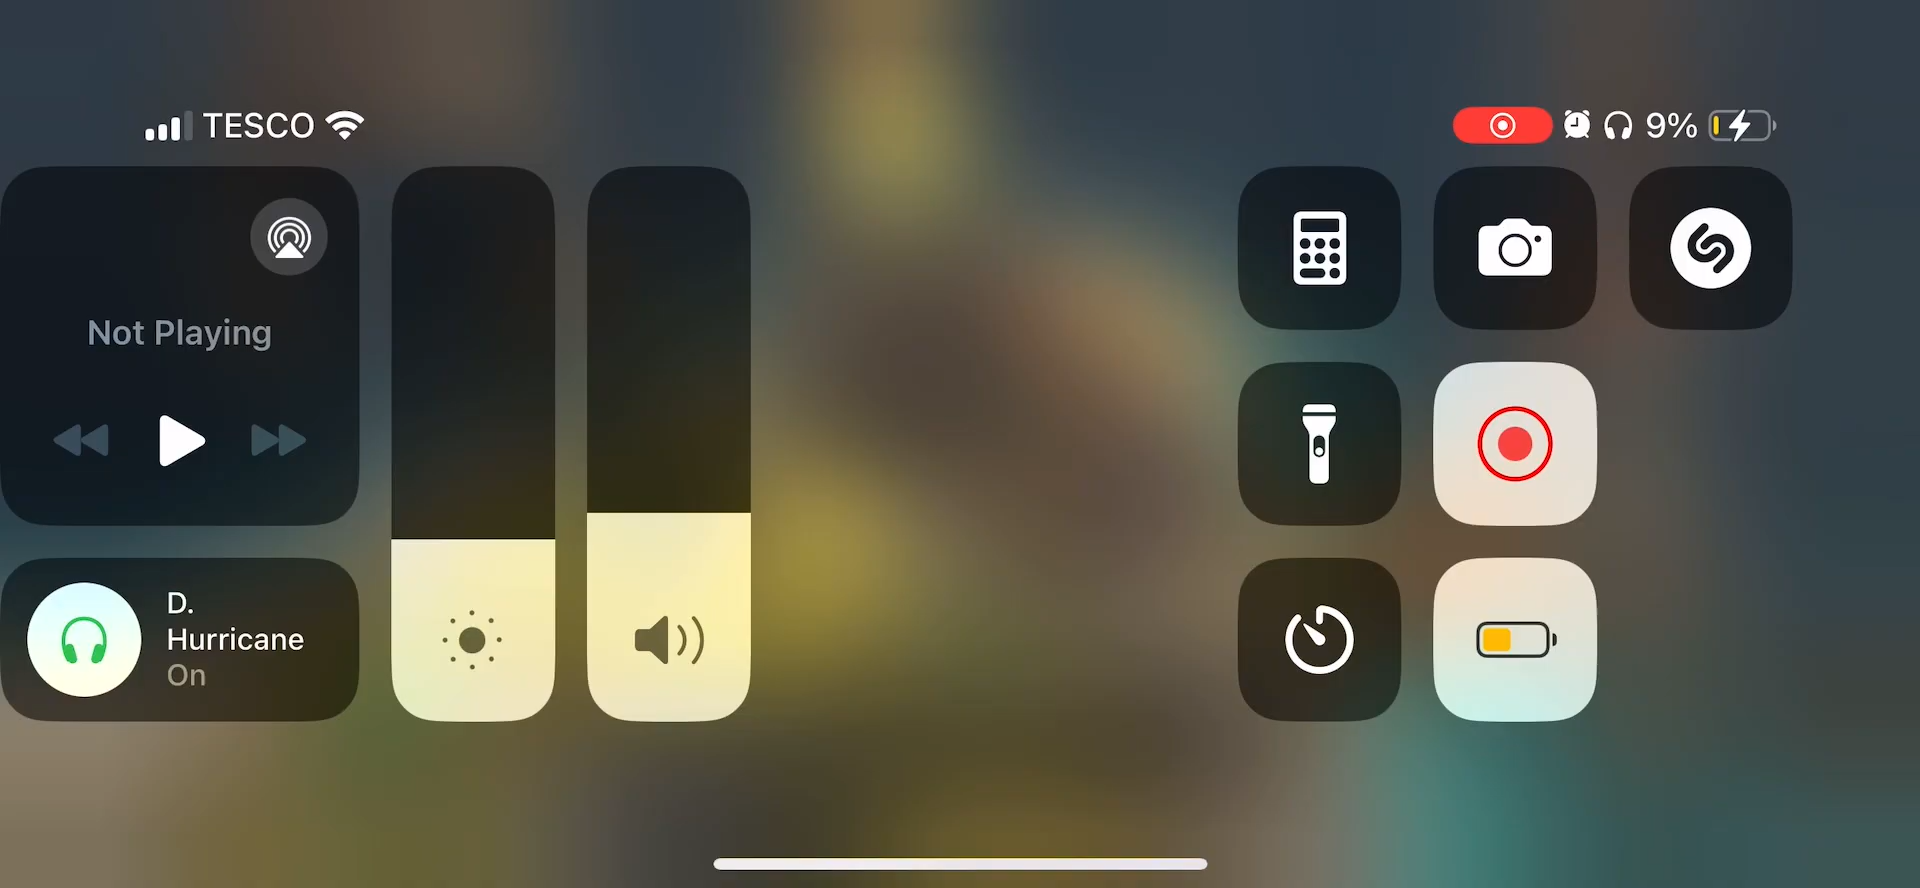 TESCO
9%
Not Playing
D.
Hurricane
On